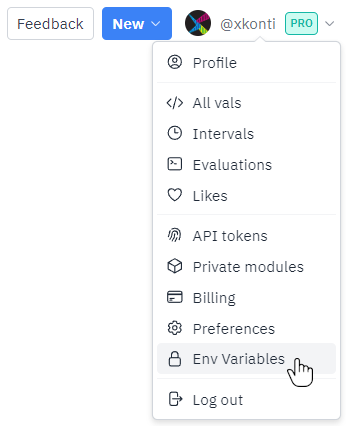 Feedback
New
@xkonti PRO
Profile
All vals
Intervals
Evaluations
Likes
API tokens
Private modules
Billing
Preferences
Env Variables
Log out